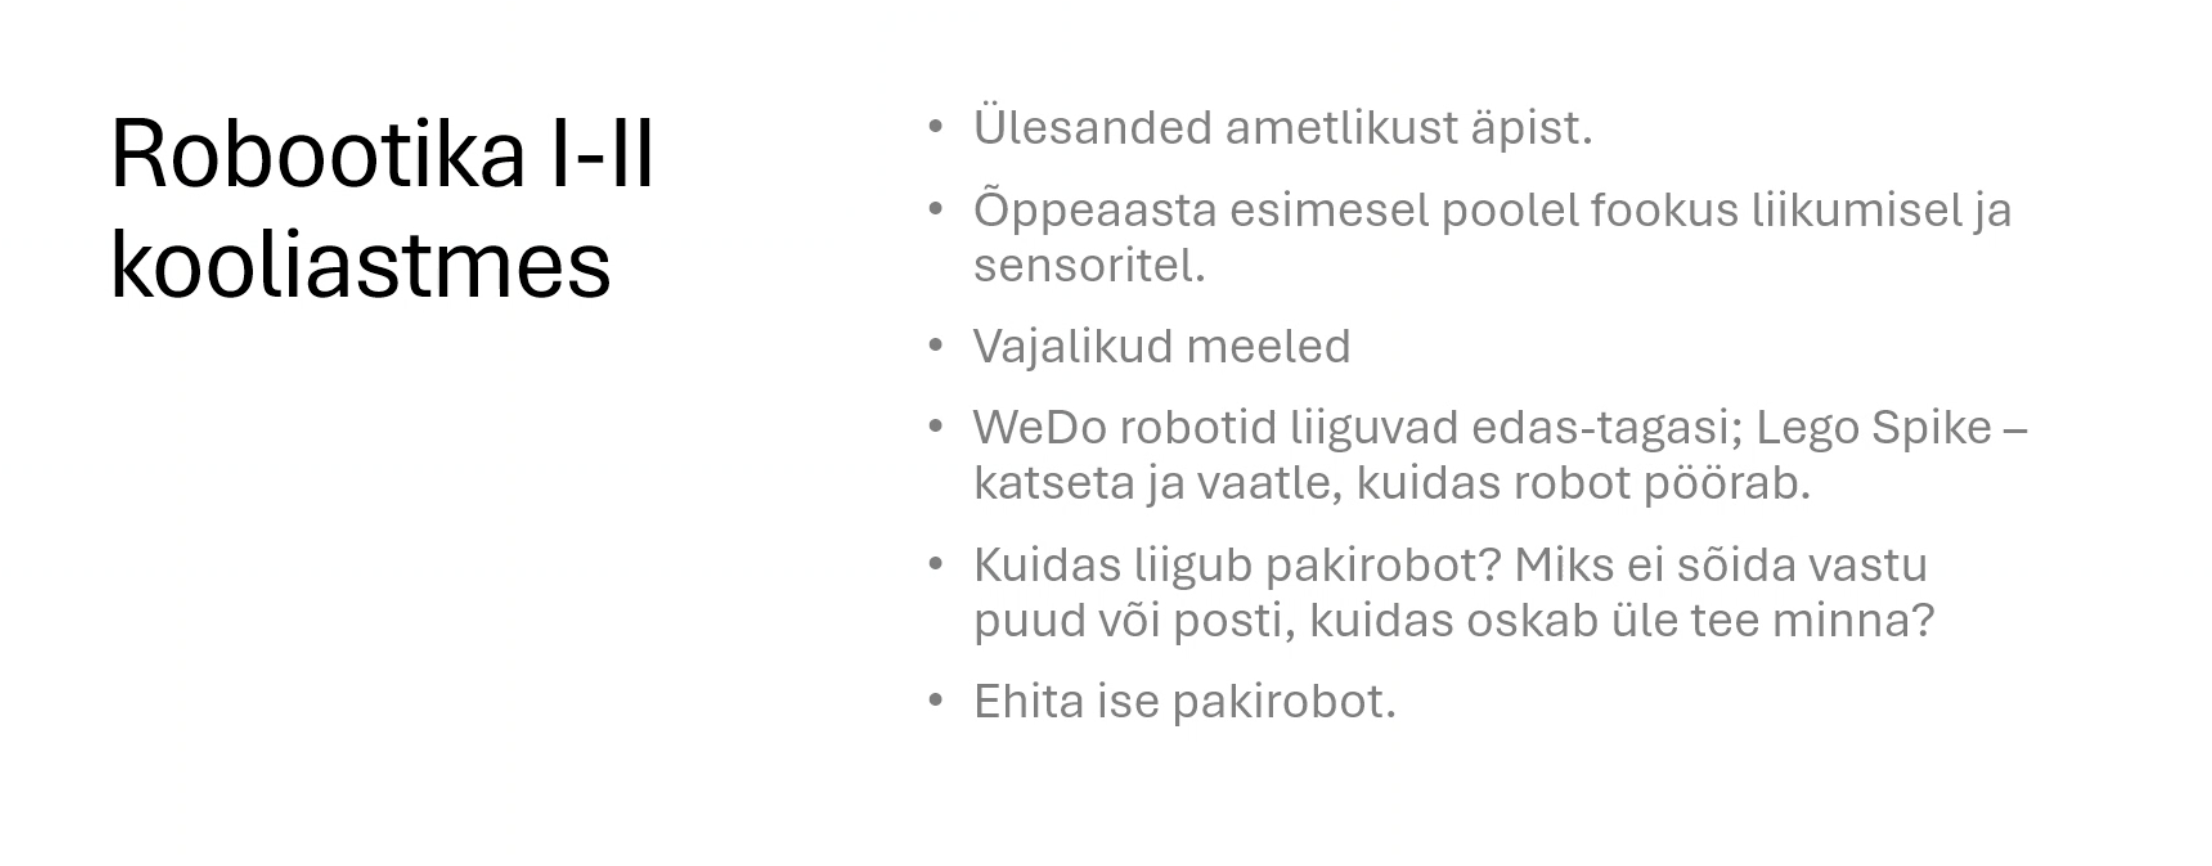 Robootika I-II
kooliastmes
• Ülesanded ametlikust äpist.
• Õppeaasta esimesel poolel fookus liikumisel ja
sensoritel.
• Vajalikud meeled
• WeDo robotid liiguvad edas-tagasi; Lego Spike –
katseta ja vaatle, kuidas robot pöörab.
• Kuidas liigub pakirobot? Miks ei sõida vastu
puud või posti, kuidas oskab üle tee minna?
• Ehita ise pakirobot.